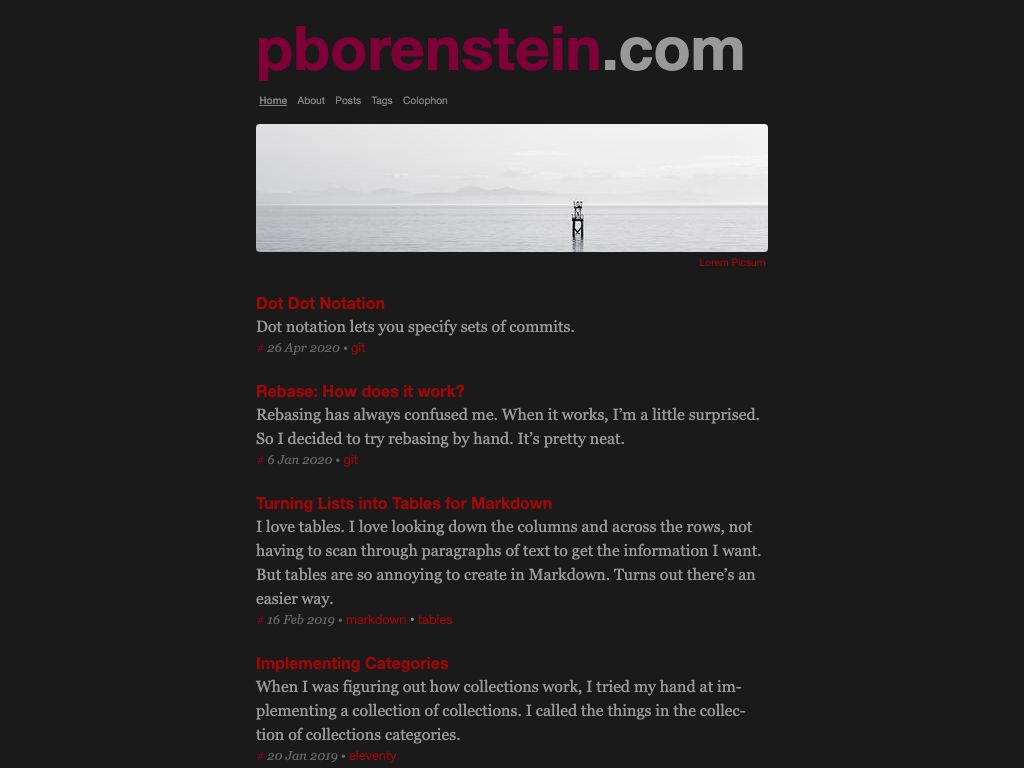 pborenstein.com
Home About Posts Tags Colophon
Lorem Picsum
Dot Dot Notation
Dot notation lets you specify sets of commits.
# 26 Apr 2020 • git
Rebase: How does it work?
Rebasing has always confused me. When it works, I’m a little surprised.
So I decided to try rebasing by hand. It’s pretty neat.
# 6 Jan 2020 • git
Turning Lists into Tables for Markdown
I love tables. I love looking down the columns and across the rows, not
having to scan through paragraphs of text to get the information I want.
But tables are so annoying to create in Markdown. Turns out there’s an
easier way.
# 16 Feb 2019 • markdown • tables
Implementing Categories
When I was figuring out how collections work, I tried my hand at im-
plementing a collection of collections. I called the things in the collec-
tion of collections categories.
# 20 Jan 2019 • eleventy